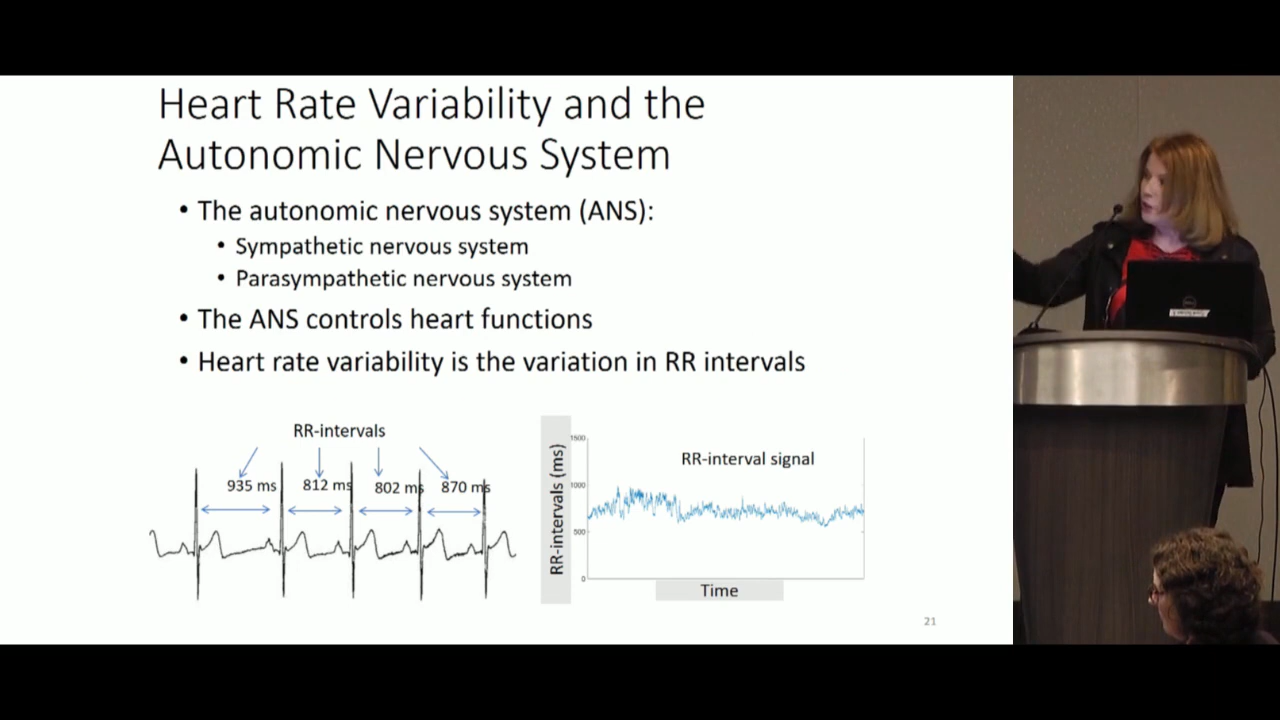 Heart Rate Variability and the
Autonomic Nervous System
• The autonomic nervous system (ANS):
• Sympathetic nervous system
• Parasympathetic nervous system
• The ANS controls heart functions
• Heart rate variability is the variation in RR intervals
RR-intervals
935 ms
812 ms
802 ms
870 ms
RR-intervals (ms)
1500
1000
500
0
RR-interval signal
Time
21